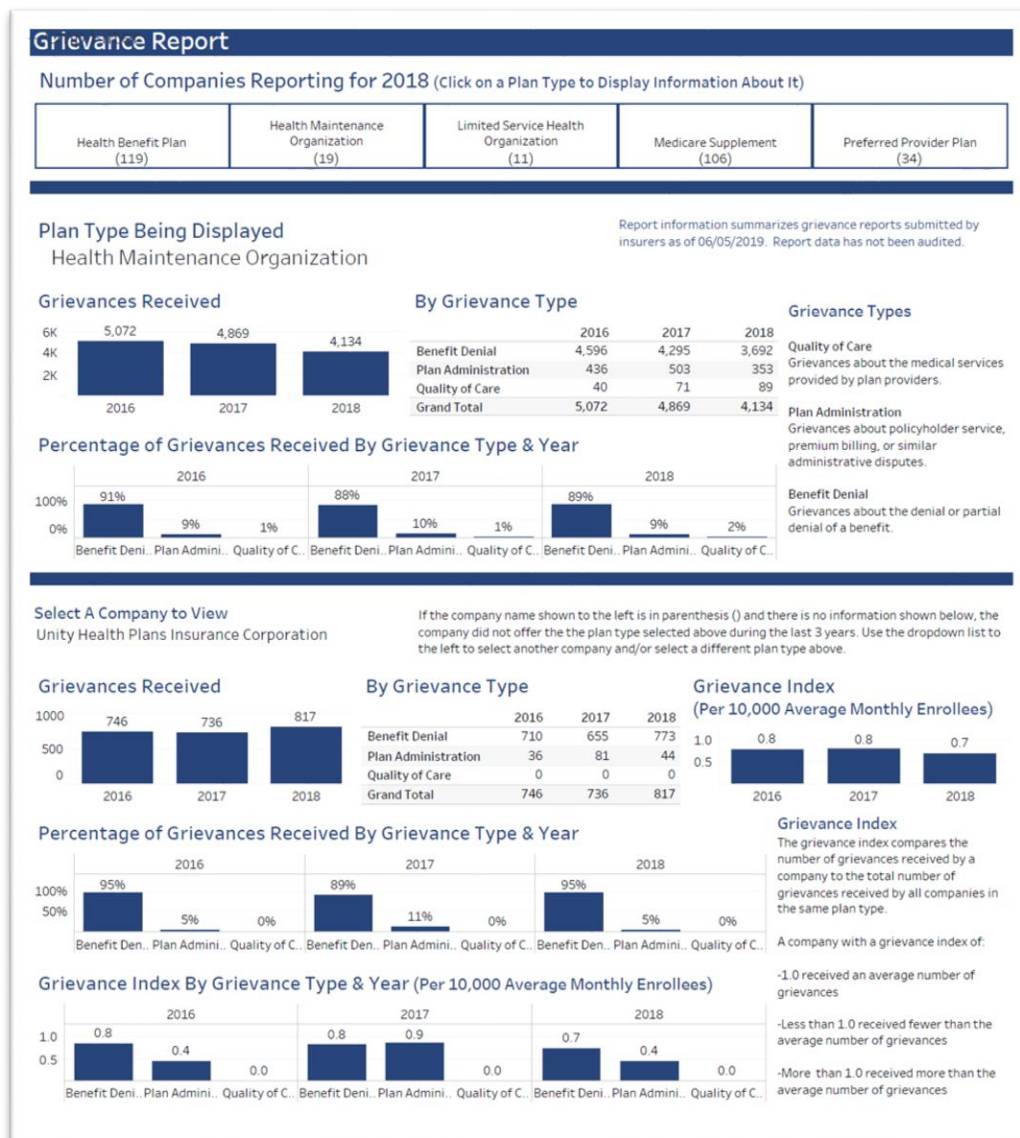 Grievance Report
Number of Companies Reporting for 2018 (Click on a Plan Type to Display Information About It)
Health Benefit Plan
(119)
Health Maintenance
Organization
(19)
Limited Service Health
Organization
(11)
Medicare Supplement
(106)
Preferred Provider Plan
(34)
Plan Type Being Displayed
Health Maintenance Organization
Report information summarizes grievance reports submitted by
insurers as of 06/05/2019. Report data has not been audited.
Grievances Received
6K
4K
2K
5,072
4,869
4,134
2016 2017 2018
By Grievance Type
2016 2017 2018
Benefit Denial 4,596 4,295 3,692
Plan Administration 436 503 353
Quality of Care 40 71 89
Grand Total 5,072 4,869 4,134
Grievance Types
Quality of Care
Grievances about the medical services
provided by plan providers.
Plan Administration
Grievances about policyholder service,
premium billing, or similar
administrative disputes.
Benefit Denial
Grievances about the denial or partial
denial of a benefit.
Percentage of Grievances Received By Grievance Type & Year
2016 2017 2018
100%
0%
91% 9% 1% 88% 10% 1% 89% 9% 2%
Benefit Deni.. Plan Admini.. Quality of C.. Benefit Deni.. Plan Admini.. Quality of C.. Benefit Deni.. Plan Admini.. Quality of C..
Select A Company to View
Unity Health Plans Insurance Corporation
If the company name shown to the left is in parenthesis () and there is no information shown below, the
company did not offer the the plan type selected above during the last 3 years. Use the dropdown list to
the left to select another company and/or select a different plan type above.
Grievances Received
1000
500
0
746 736 817
2016 2017 2018
By Grievance Type
2016 2017 2018
Benefit Denial 710 655 773
Plan Administration 36 81 44
Quality of Care 0 0 0
Grand Total 746 736 817
Grievance Index
(Per 10,000 Average Monthly Enrollees)
1.0
0.5
0.8 0.8 0.7
2016 2017 2018
Percentage of Grievances Received By Grievance Type & Year
2016 2017 2018
100%
50%
95% 5% 0% 89% 11% 0% 95% 5% 0%
Benefit Den.. Plan Admini.. Quality of C.. Benefit Den.. Plan Admini.. Quality of C.. Benefit Den.. Plan Admini.. Quality of C..
Grievance Index
The grievance index compares the
number of grievances received by a
company to the total number of
grievances received by all companies in
the same plan type.
A company with a grievance index of:
-1.0 received an average number of
grievances
-Less than 1.0 received fewer than the
average number of grievances
-More than 1.0 received more than the
average number of grievances
Grievance Index By Grievance Type & Year (Per 10,000 Average Monthly Enrollees)
2016 2017 2018
1.0
0.5
0.8 0.4 0.0 0.8 0.9 0.0 0.7 0.4 0.0
Benefit Deni.. Plan Admini.. Quality of C.. Benefit Deni.. Plan Admini.. Quality of C.. Benefit Deni.. Plan Admini.. Quality of C..